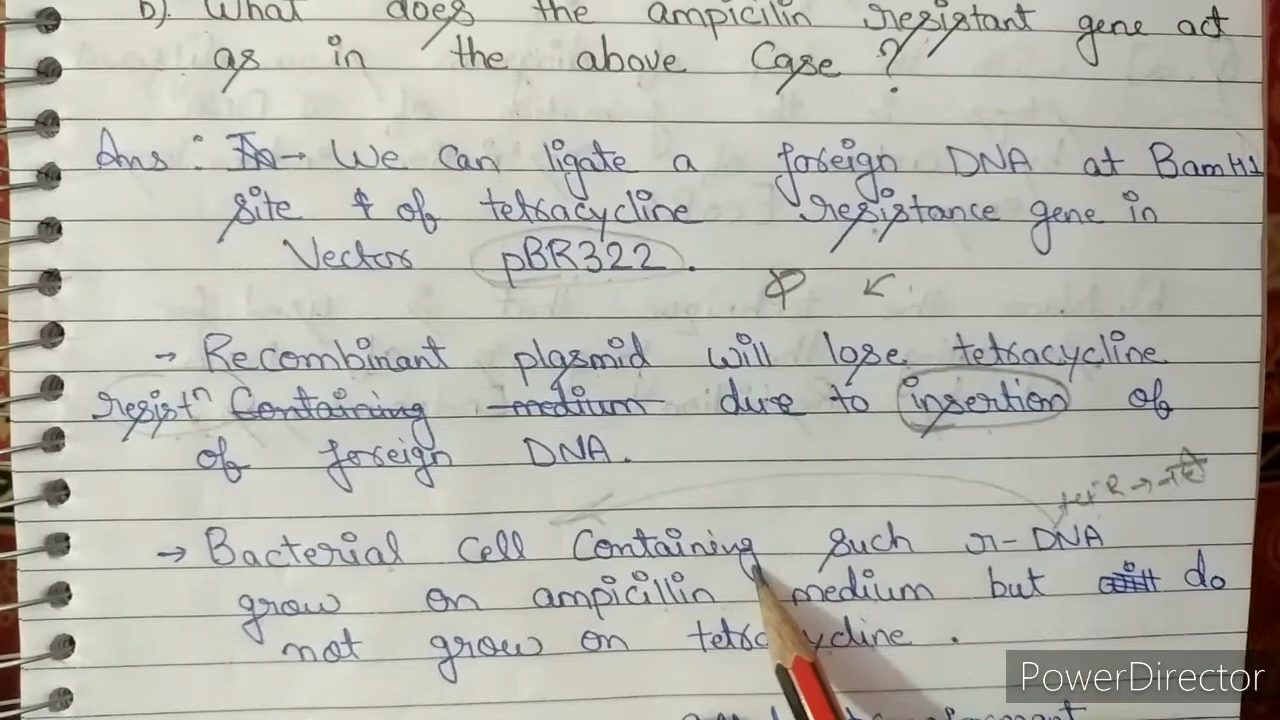 b). What does the ampicilin resistant gene act
as in the above Case ?
Ans : → We can ligate a foreign DNA at BamH1
site of tetracycline resistance gene in
Vectors pBR322.
→ Recombinant plasmid will lose tetracycline
resistⁿ Containing medium due to insertion of
of foreign DNA.
tet R →
→ Bacterial Cell Containing such r-DNA
grow on ampicillin medium but do
not grow on tetracycline .
PowerDirector